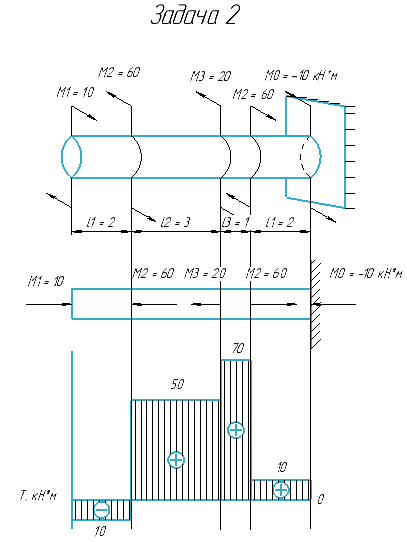 Задача 2
M1 = 10
M2 = 60
M3 = 20
M2 = 60
M0 = -10 кН*м
l1 = 2
l2 = 3
l3 = 1
l1 = 2
M1 = 10
M2 = 60
M3 = 20
M2 = 60
M0 = -10 кН*м
70
50
10
T, кН*м
0
10